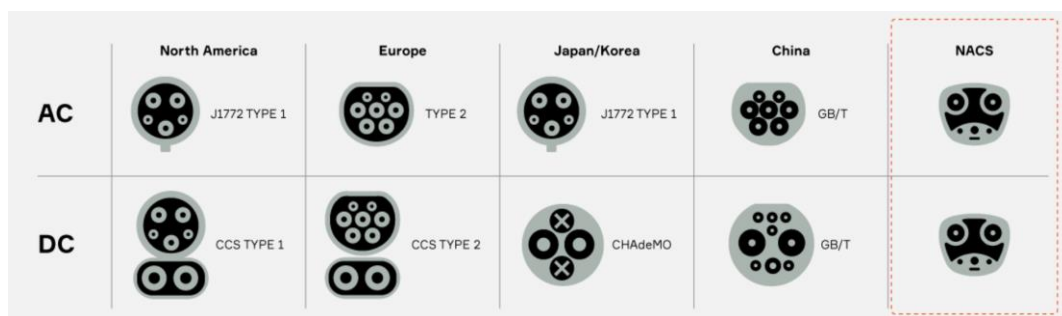 North America
Europe
Japan/Korea
China
NACS
AC
J1772 TYPE 1
TYPE 2
J1772 TYPE 1
GB/T
DC
CCS TYPE 1
CCS TYPE 2
CHAdeMO
GB/T